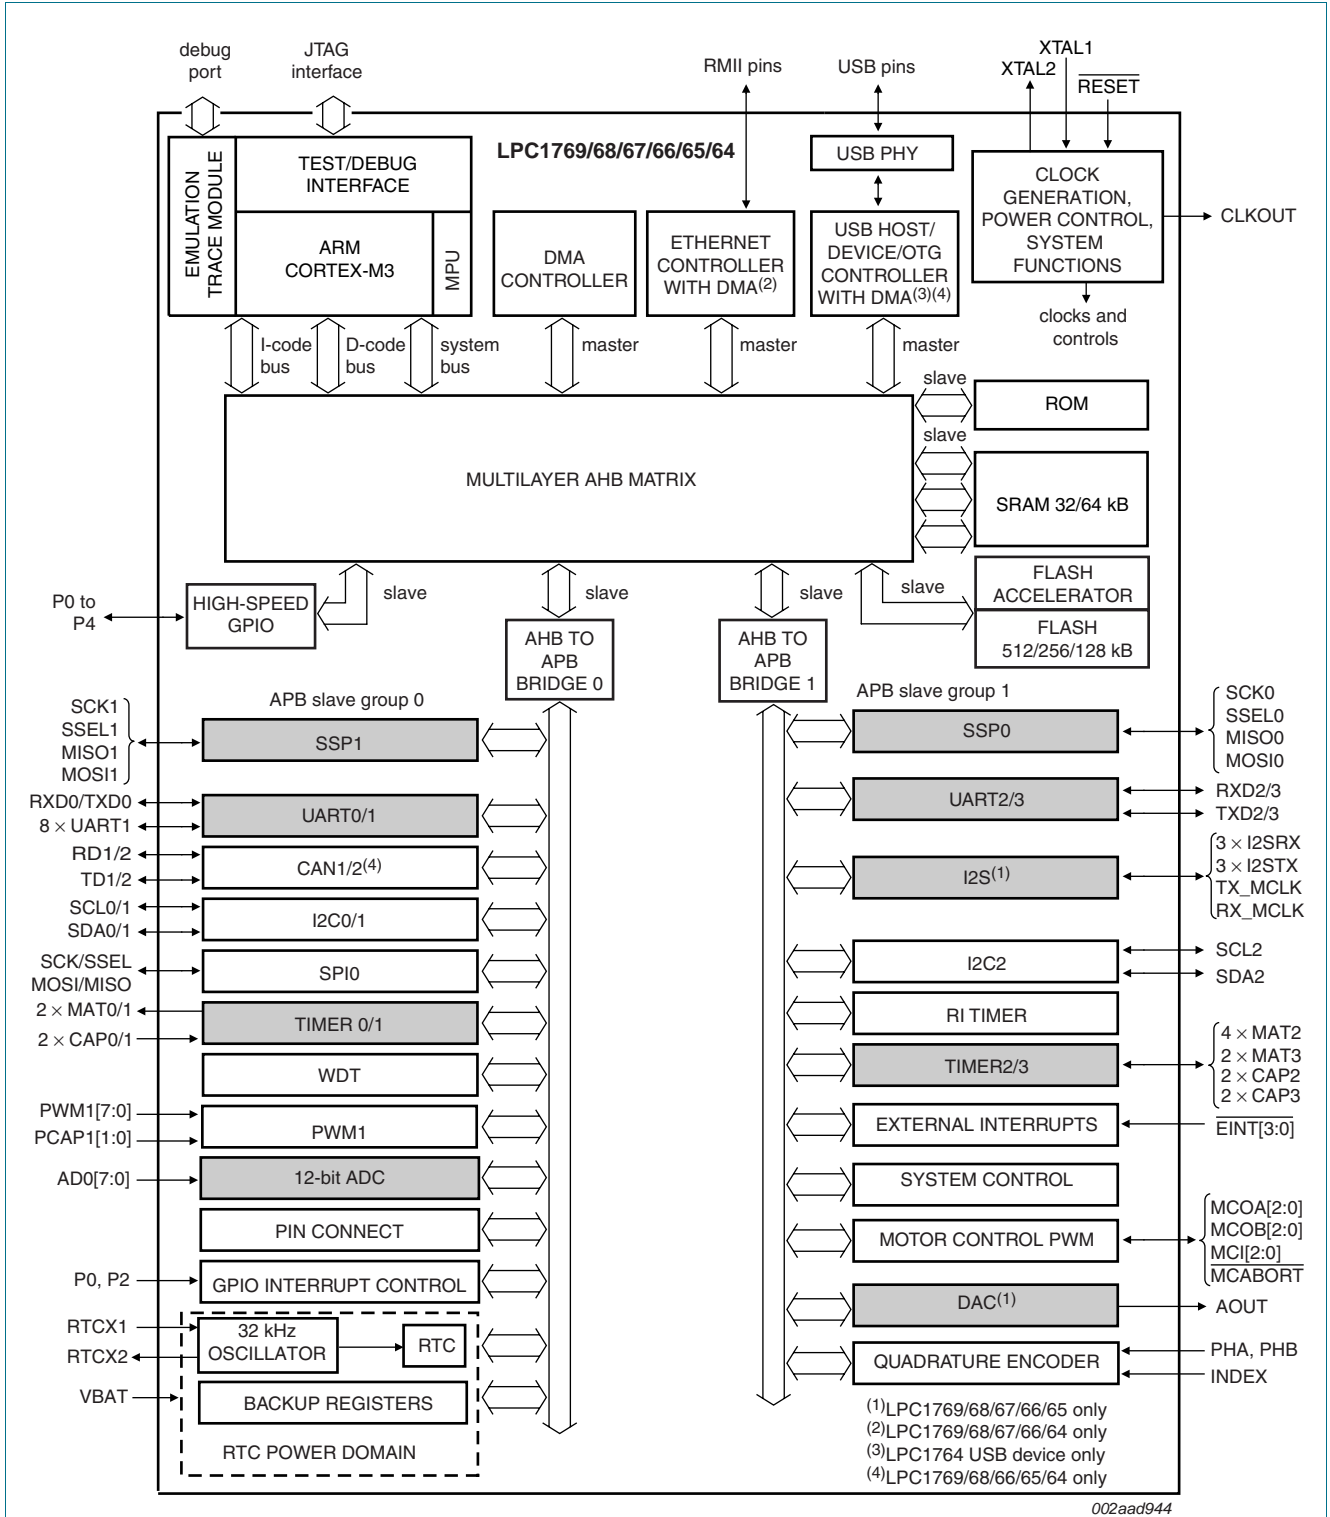 debug
port
JTAG
interface
RMII pins
USB pins
XTAL1
XTAL2
RESET
LPC1769/68/67/66/65/64
EMULATION
TRACE MODULE
TEST/DEBUG
INTERFACE
ARM
CORTEX-M3
MPU
DMA
CONTROLLER
ETHERNET
CONTROLLER
WITH DMA(2)
USB PHY
USB HOST/
DEVICE/OTG
CONTROLLER
WITH DMA(3)(4)
CLOCK
GENERATION,
POWER CONTROL,
SYSTEM
FUNCTIONS
CLKOUT
clocks and
controls
I-code
bus
D-code
bus
system
bus
master
master
master
slave
ROM
slave
MULTILAYER AHB MATRIX
SRAM 32/64 kB
FLASH
ACCELERATOR
FLASH
512/256/128 kB
slave
slave
slave
slave
P0 to
P4
HIGH-SPEED
GPIO
AHB TO
APB
BRIDGE 0
AHB TO
APB
BRIDGE 1
APB slave group 0
SCK1
SSEL1
MISO1
MOSI1
SSP1
RXD0/TXD0
8 × UART1
UART0/1
RD1/2
TD1/2
CAN1/2(4)
SCL0/1
SDA0/1
I2C0/1
SCK/SSEL
MOSI/MISO
SPI0
2 × MAT0/1
2 × CAP0/1
TIMER 0/1
WDT
PWM1[7:0]
PCAP1[1:0]
PWM1
AD0[7:0]
12-bit ADC
PIN CONNECT
P0, P2
GPIO INTERRUPT CONTROL
RTCX1
RTCX2
32 kHz
OSCILLATOR
RTC
VBAT
BACKUP REGISTERS
RTC POWER DOMAIN
APB slave group 1
SSP0
SCK0
SSEL0
MISO0
MOSI0
UART2/3
RXD2/3
TXD2/3
I2S(1)
3 × I2SRX
3 × I2STX
TX_MCLK
RX_MCLK
I2C2
SCL2
SDA2
RI TIMER
TIMER2/3
4 × MAT2
2 × MAT3
2 × CAP2
2 × CAP3
EXTERNAL INTERRUPTS
EINT[3:0]
SYSTEM CONTROL
MOTOR CONTROL PWM
MCOA[2:0]
MCOB[2:0]
MCI[2:0]
MCABORT
DAC(1)
AOUT
QUADRATURE ENCODER
PHA, PHB
INDEX
(1)LPC1769/68/67/66/65 only
(2)LPC1769/68/67/66/64 only
(3)LPC1764 USB device only
(4)LPC1769/68/66/65/64 only
002aad944